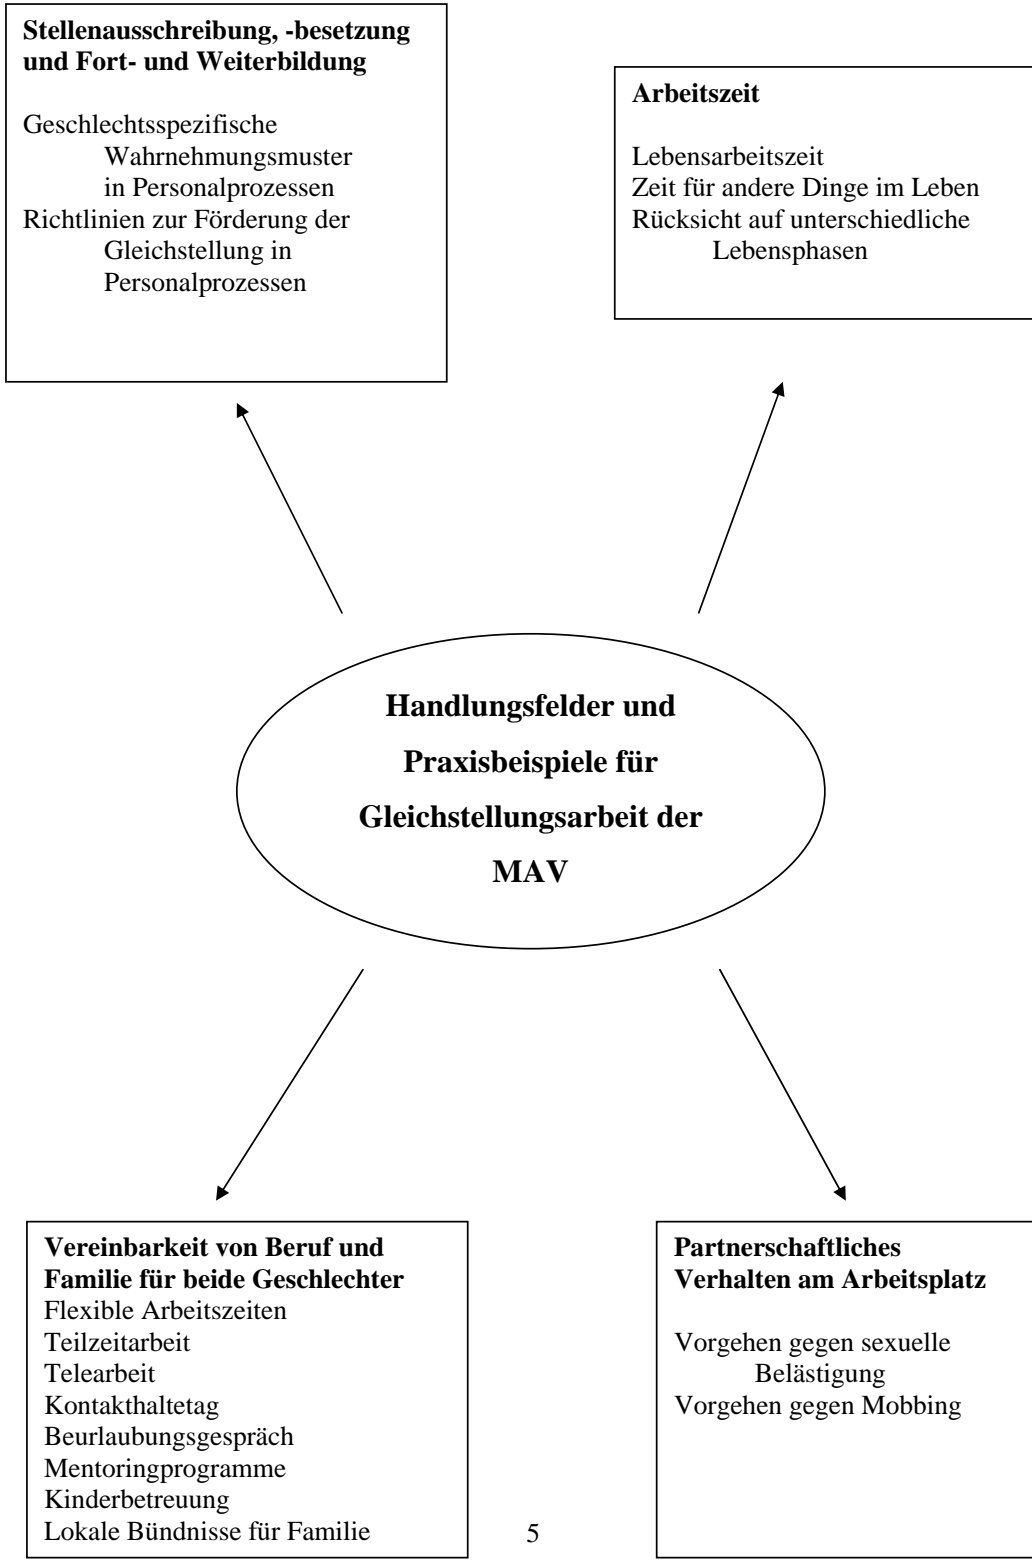 Stellenausschreibung, -besetzung
und Fort- und Weiterbildung
Geschlechtsspezifische
Wahrnehmungsmuster
in Personalprozessen
Richtlinien zur Förderung der
Gleichstellung in
Personalprozessen
Arbeitszeit
Lebensarbeitszeit
Zeit für andere Dinge im Leben
Rücksicht auf unterschiedliche
Lebensphasen
Handlungsfelder und
Praxisbeispiele für
Gleichstellungsarbeit der
MAV
Vereinbarkeit von Beruf und
Familie für beide Geschlechter
Flexible Arbeitszeiten
Teilzeitarbeit
Telearbeit
Kontakthaltetag
Beurlaubungsgespräch
Mentoringprogramme
Kinderbetreuung
Lokale Bündnisse für Familie
Partnerschaftliches
Verhalten am Arbeitsplatz
Vorgehen gegen sexuelle
Belästigung
Vorgehen gegen Mobbing
5